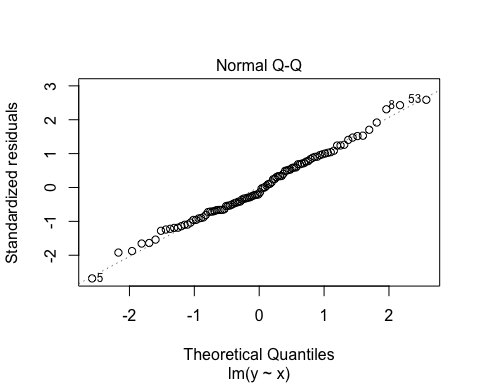 Normal Q-Q
Standardized residuals
3
2
1
0
-1
-2
8
53
5
-2 -1 0 1 2
Theoretical Quantiles
lm(y ~ x)